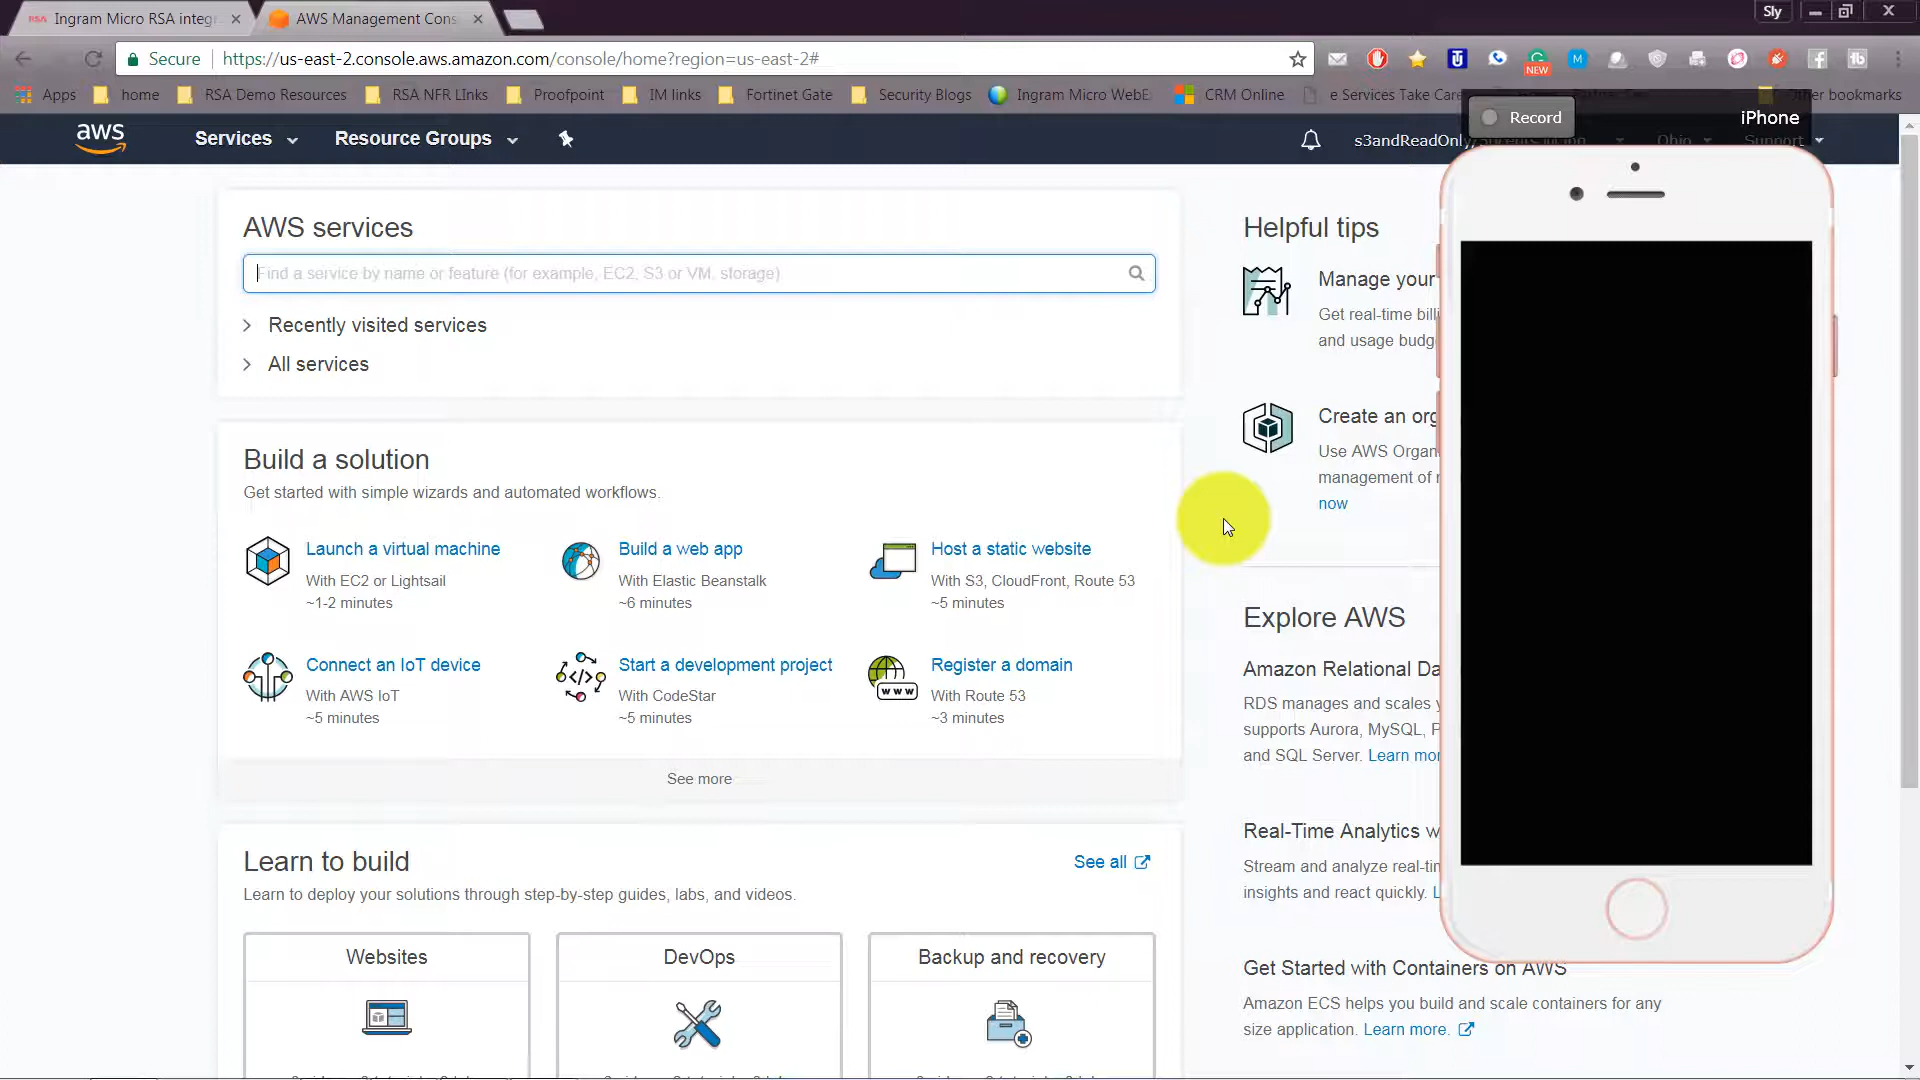 RSA Ingram Micro RSA integr
AWS Management Cons
Sly
Secure https://us-east-2.console.aws.amazon.com/console/home?region=us-east-2#
NEW
Apps home RSA Demo Resources RSA NFR LInks Proofpoint IM links Fortinet Gate Security Blogs Ingram Micro WebE CRM Online e Services Take Care Other bookmarks
Record iPhone
aws Services Resource Groups s3andReadOnly/ Ohio Support
AWS services
Find a service by name or feature (for example, EC2, S3 or VM, storage)
Recently visited services
All services
Build a solution
Get started with simple wizards and automated workflows.
Launch a virtual machine
With EC2 or Lightsail
~1-2 minutes
Build a web app
With Elastic Beanstalk
~6 minutes
Host a static website
With S3, CloudFront, Route 53
~5 minutes
Connect an IoT device
With AWS IoT
~5 minutes
Start a development project
With CodeStar
~5 minutes
Register a domain
www
With Route 53
~3 minutes
See more
Learn to build
See all
Learn to deploy your solutions through step-by-step guides, labs, and videos.
Websites
DevOps
Backup and recovery
Helpful tips
Manage your
Get real-time billi
and usage budg
Create an org
Use AWS Organ
management of
now
Explore AWS
Amazon Relational Da
RDS manages and scales
supports Aurora, MySQL, P
and SQL Server. Learn mor
Real-Time Analytics w
Stream and analyze real-ti
insights and react quickly. L
Get Started with Containers on AWS
Amazon ECS helps you build and scale containers for any
size application. Learn more.